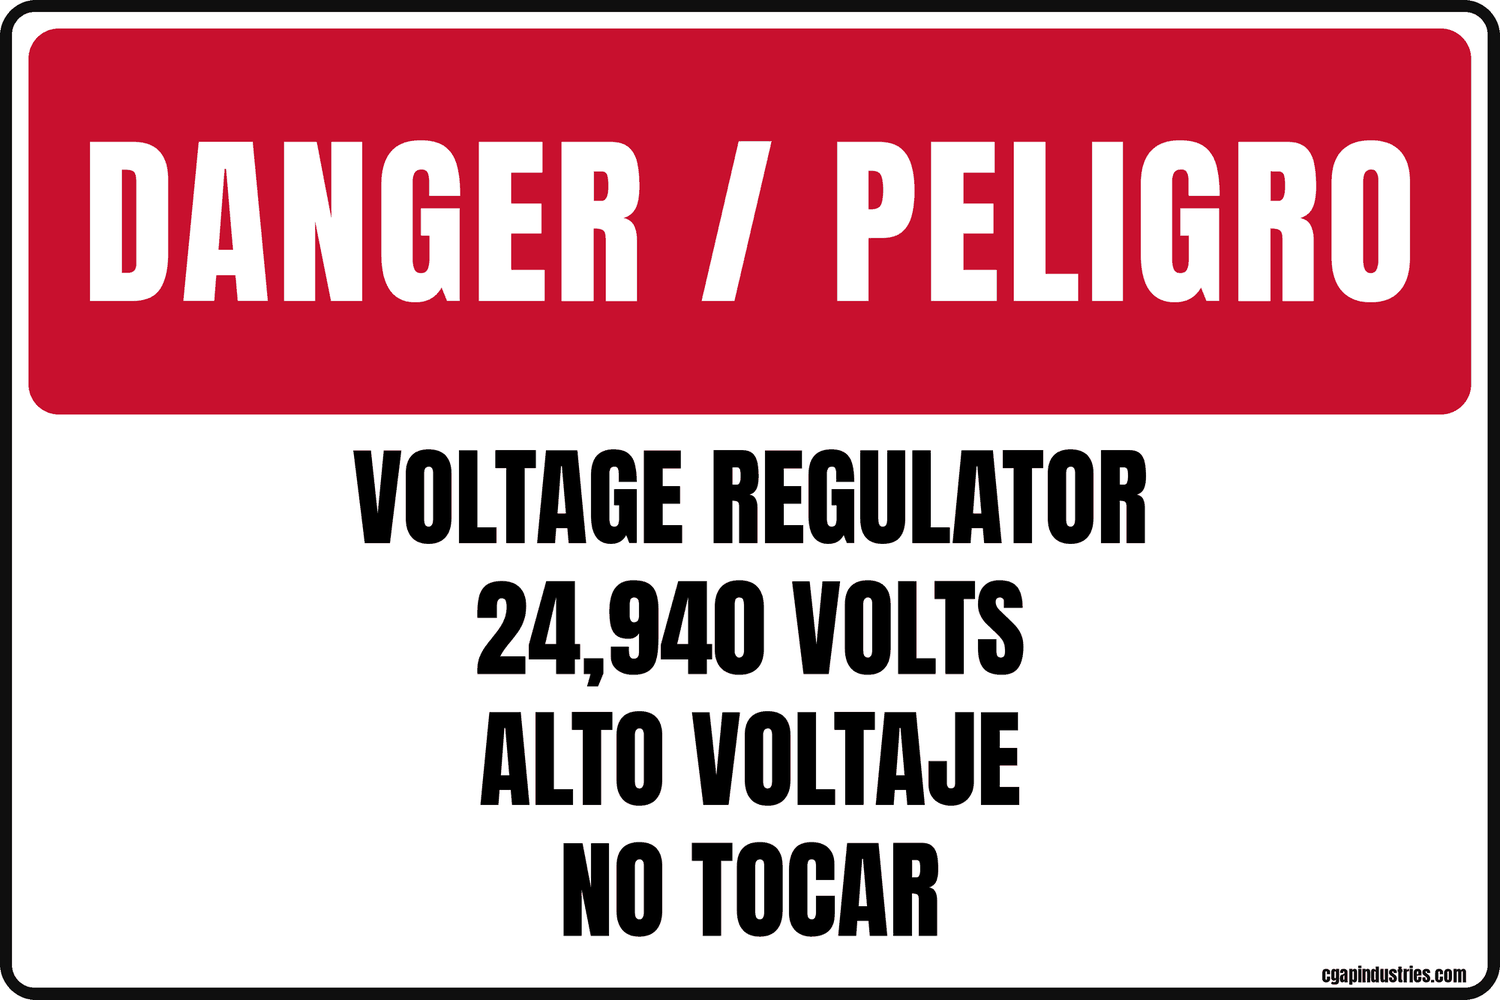 DANGER / PELIGRO
VOLTAGE REGULATOR
24,940 VOLTS
ALTO VOLTAJE
NO TOCAR
cgapindustries.com